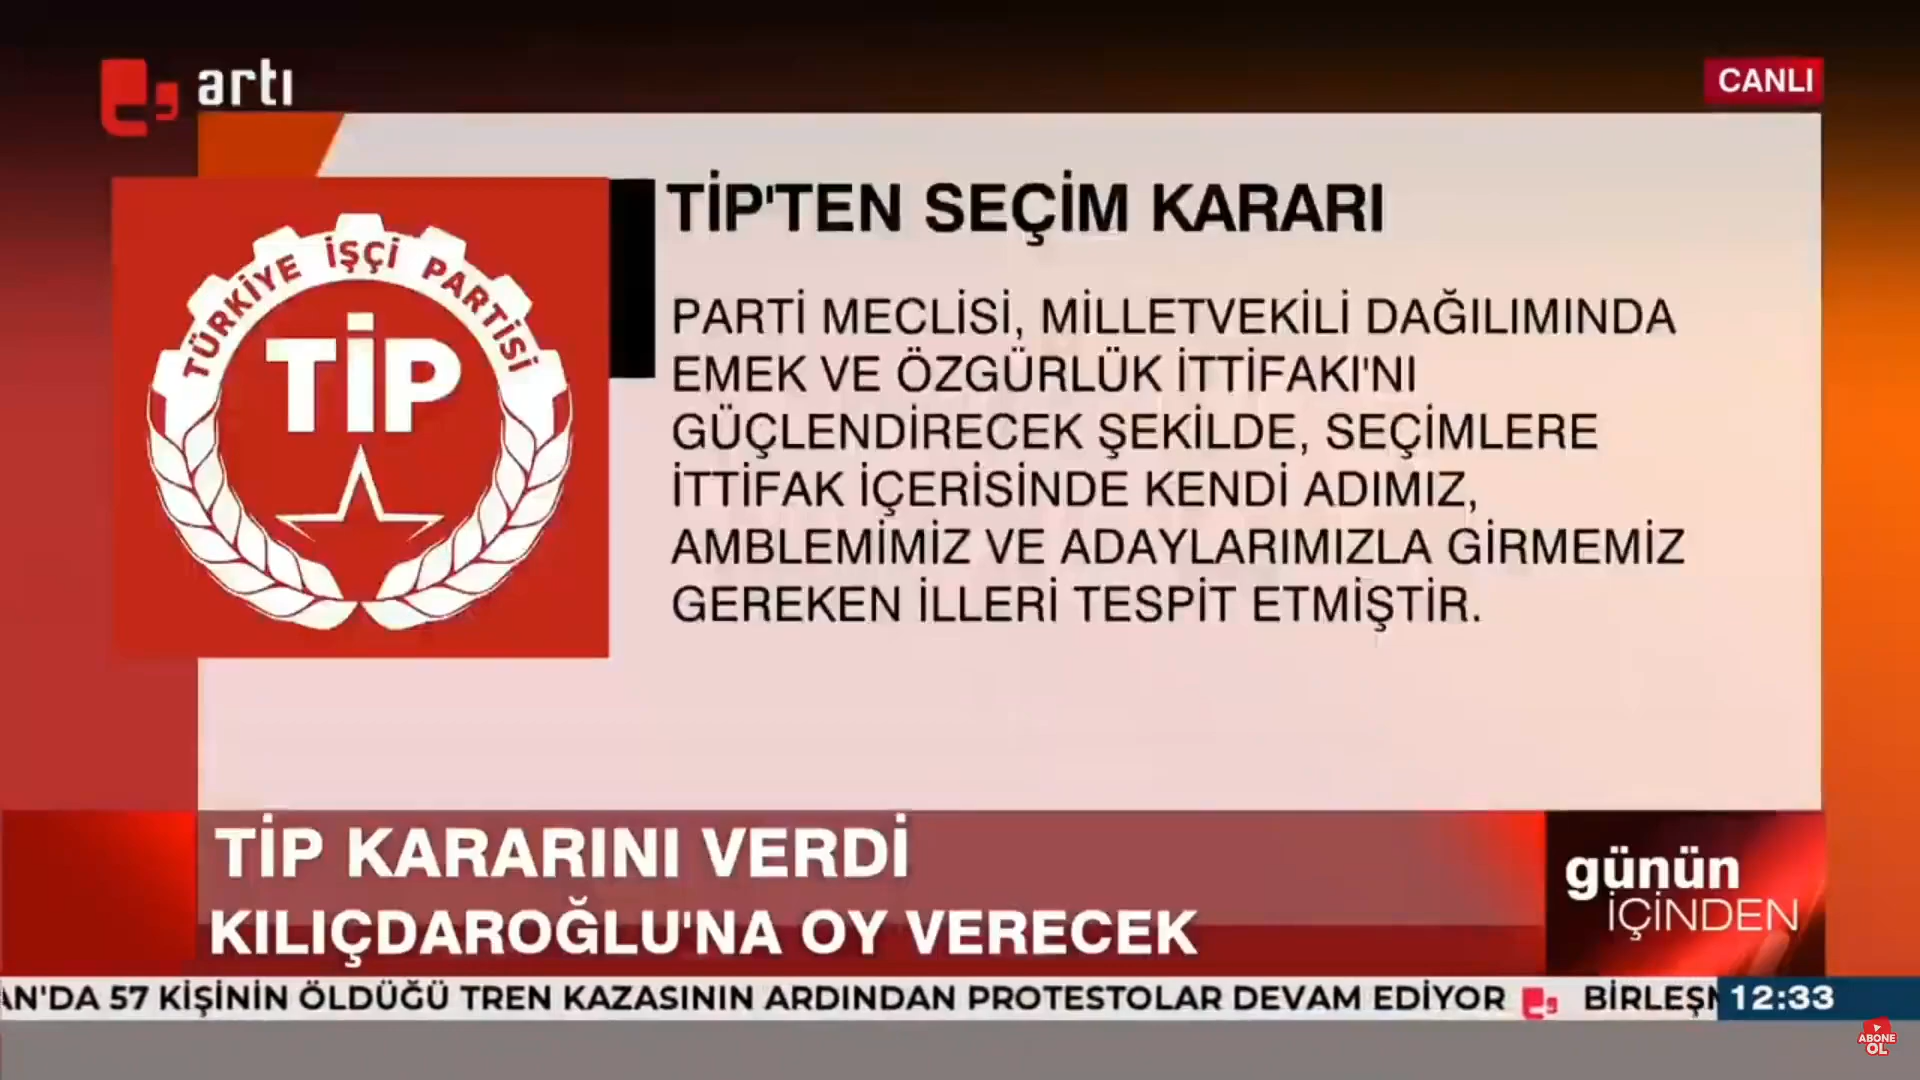 artı
CANLI
TÜRKİYE İŞÇİ PARTİSİ
TİP
TİP'TEN SEÇİM KARARI
PARTİ MECLİSİ, MİLLETVEKİLİ DAĞILIMINDA
EMEK VE ÖZGÜRLÜK İTTİFAKI'NI
GÜÇLENDİRECEK ŞEKİLDE, SEÇİMLERE
İTTİFAK İÇERİSİNDE KENDİ ADIMIZ,
AMBLEMİMİZ VE ADAYLARIMIZLA GİRMEMİZ
GEREKEN İLLERİ TESPİT ETMİŞTİR.
TİP KARARINI VERDİ
KILIÇDAROĞLU'NA OY VERECEK
günün
İÇİNDEN
'DA 57 KİŞİNİN ÖLDÜĞÜ TREN KAZASININ ARDINDAN PROTESTOLAR DEVAM EDİYOR BİRLEŞ 12:33
ABONE
OL